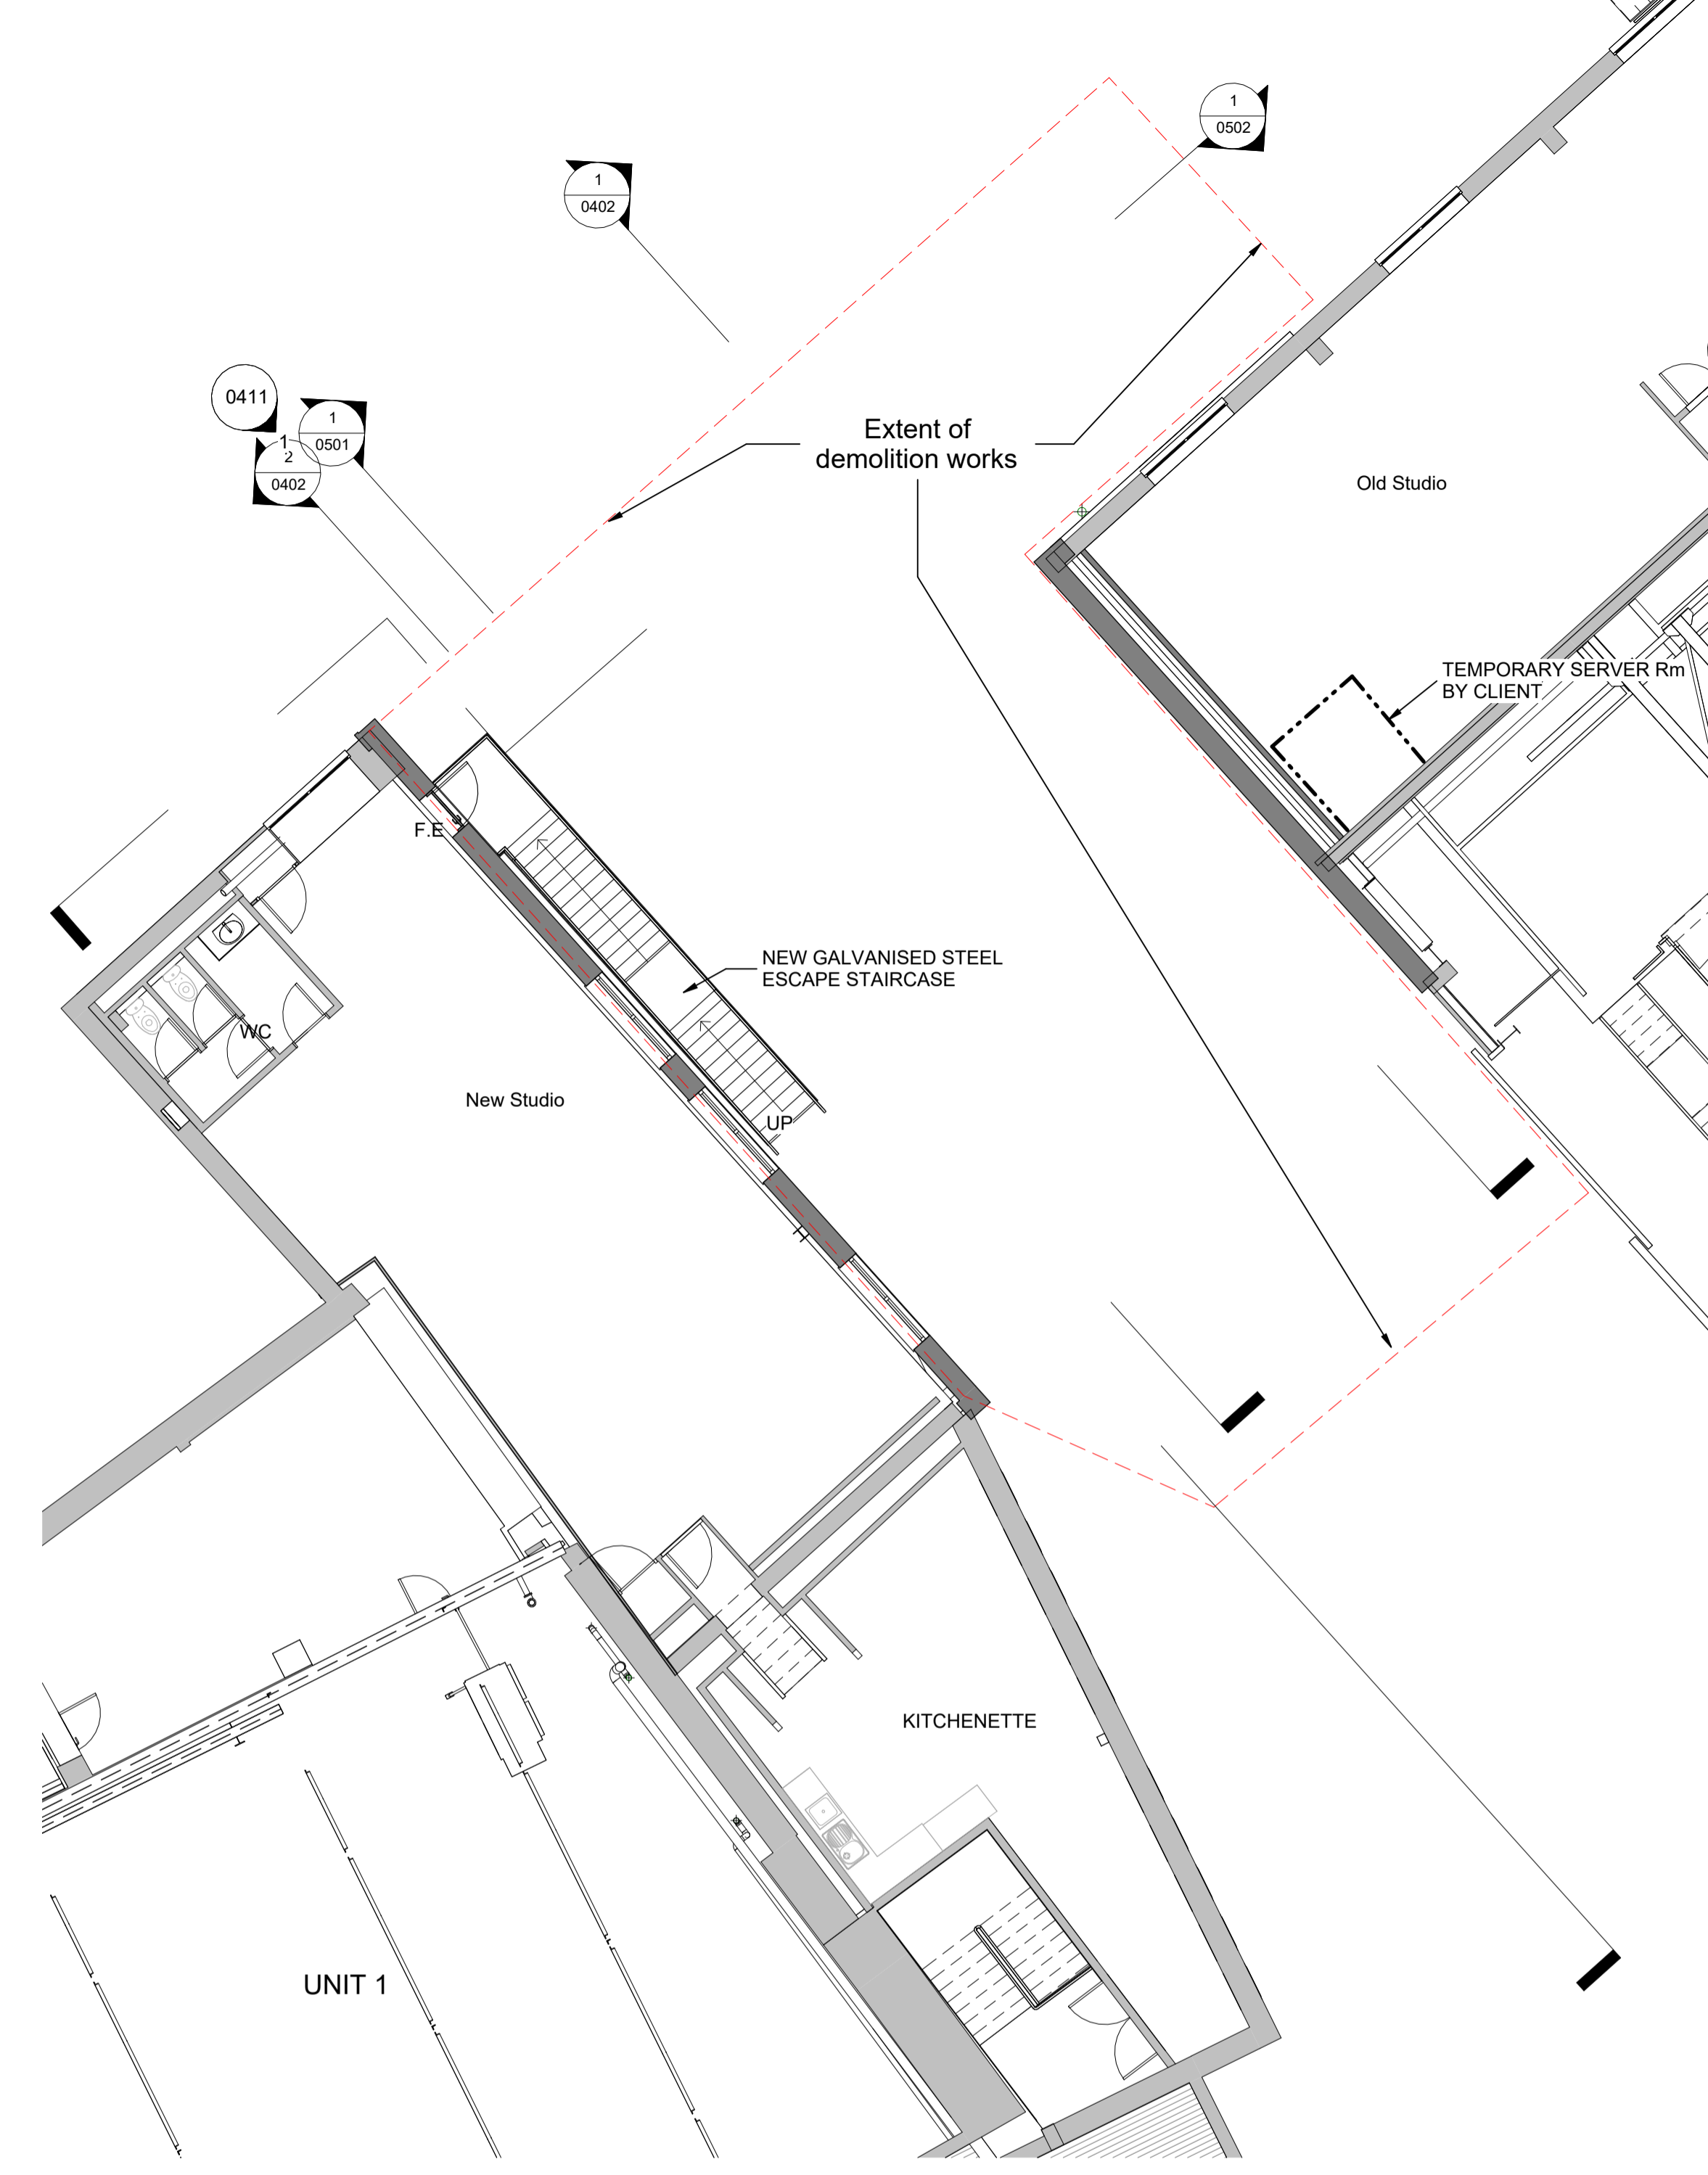 1
0502
1
0402
0411
1
0501
1
2
0402
Extent of
demolition works
Old Studio
TEMPORARY SERVER Rm
BY CLIENT
F.E
NEW GALVANISED STEEL
ESCAPE STAIRCASE
WC
New Studio
UP
KITCHENETTE
UNIT 1